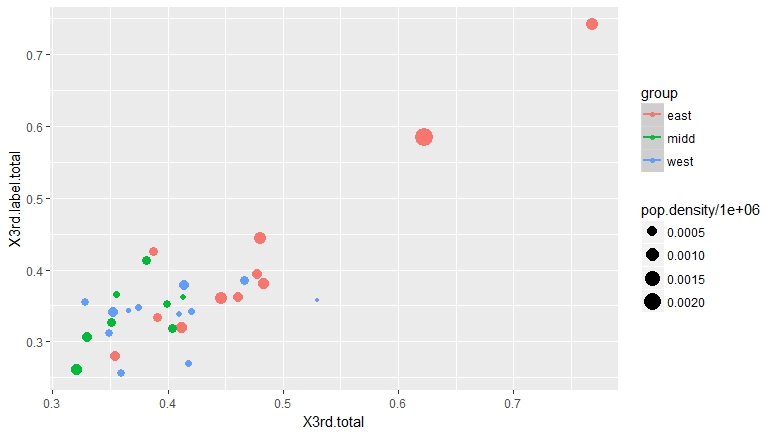 0.7
0.6
0.5
0.4
0.3
X3rd.label.total
0.3 0.4 0.5 0.6 0.7
X3rd.total
group
east
midd
west
pop.density/1e+06
0.0005
0.0010
0.0015
0.0020